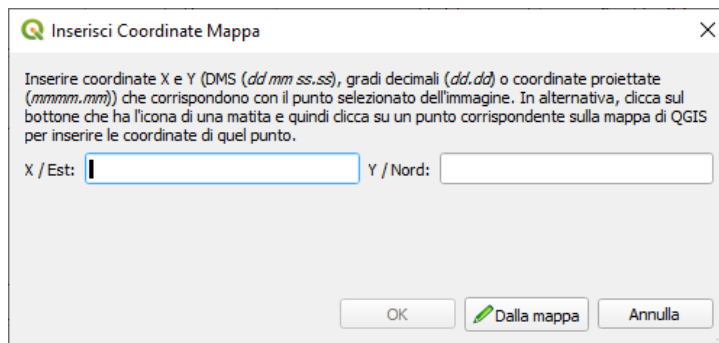 Inserisci Coordinate Mappa
Inserire coordinate X e Y (DMS (dd mm ss.ss), gradi decimali (dd.dd) o coordinate proiettate
(mmmm.mm)) che corrispondono con il punto selezionato dell'immagine. In alternativa, clicca sul
bottone che ha l'icona di una matita e quindi clicca su un punto corrispondente sulla mappa di QGIS
per inserire le coordinate di quel punto.
X / Est: Y / Nord:
OK Dalla mappa Annulla